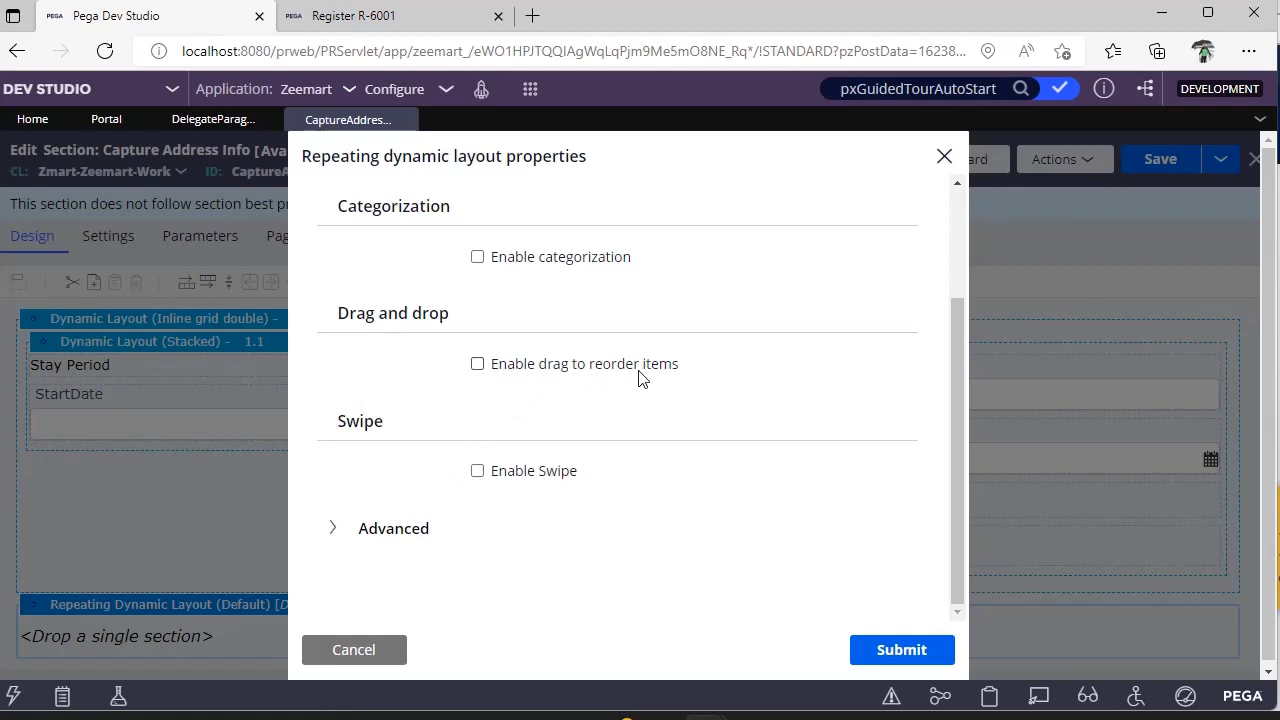 Pega Dev Studio
PEGA Register R-6001
localhost:8080/prweb/PRServlet/app/zeemart_/eWO1HPJTQQIAgWqLqPjm9Me5mO8NE_Rq*/!STANDARD?pzPostData=16238...
DEV STUDIO Application: Zeemart Configure pxGuidedTourAutoStart DEVELOPMENT
Home Portal DelegateParag... CaptureAddres...
Edit Section: Capture Address Info [Ava
Repeating dynamic layout properties
Actions Save
CL: Zmart-Zeemart-Work ID: CaptureA
This section does not follow section best pr
Categorization
Design Settings Parameters Pag
Enable categorization
Drag and drop
Dynamic Layout (Inline grid double) -
Dynamic Layout (Stacked) - 1.1
Stay Period
Enable drag to reorder items
StartDate
Swipe
Enable Swipe
Advanced
Repeating Dynamic Layout (Default) [D
<Drop a single section>
Cancel Submit
PEGA